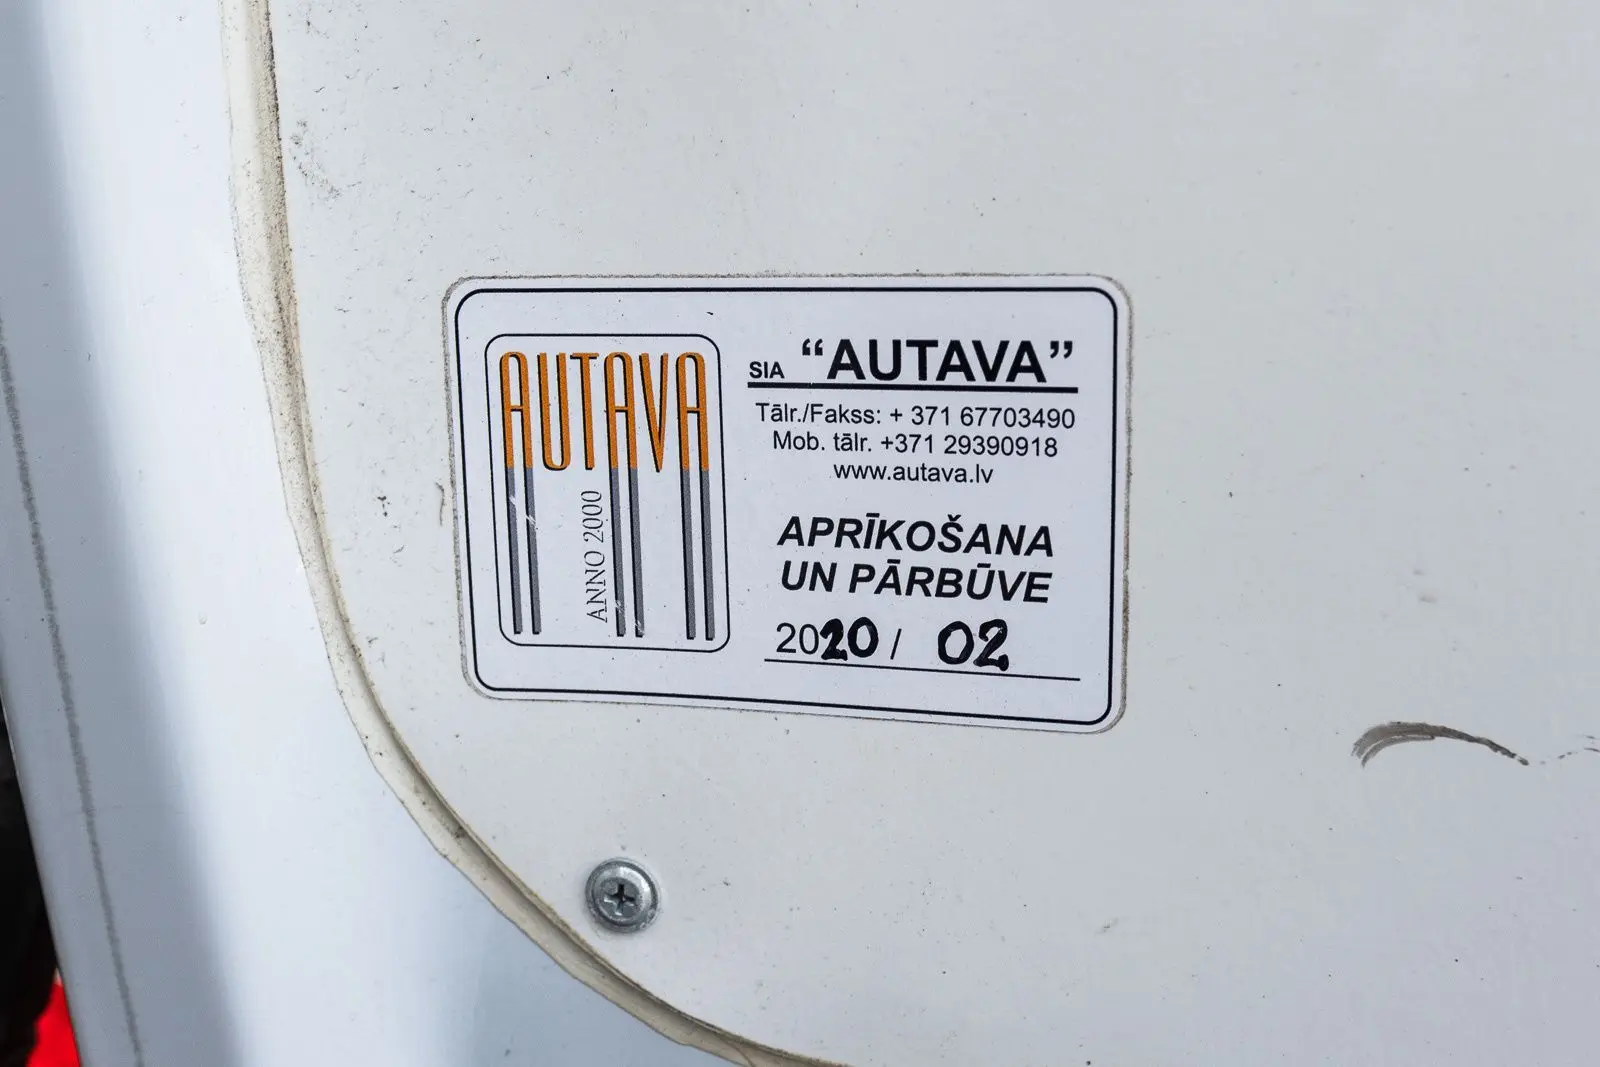 AUTAVA
ANNO 2000
SIA “AUTAVA”
Tālr./Fakss: + 371 67703490
Mob. tālr. +371 29390918
www.autava.lv
APRĪKOŠANA
UN PĀRBŪVE
2020 / 02